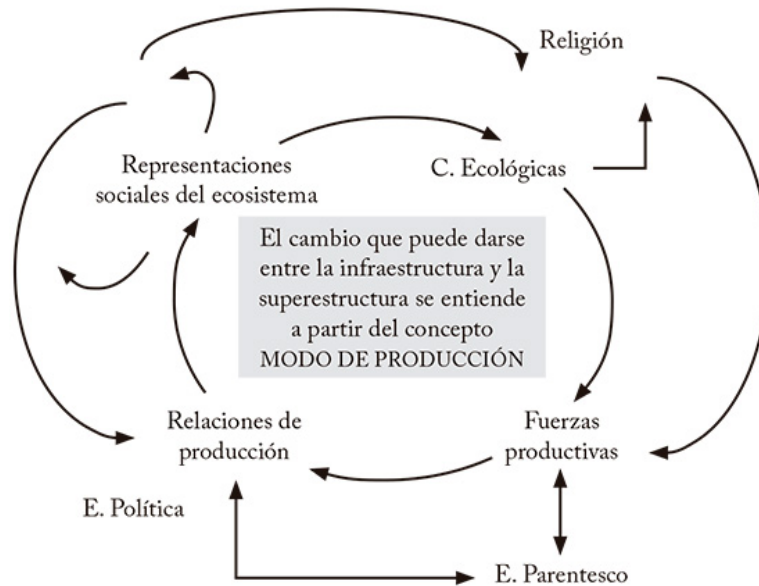 Religión
Representaciones
sociales del ecosistema
C. Ecológicas
El cambio que puede darse
entre la infraestructura y la
superestructura se entiende
a partir del concepto
MODO DE PRODUCCIÓN
Relaciones de
producción
Fuerzas
productivas
E. Política
E. Parentesco